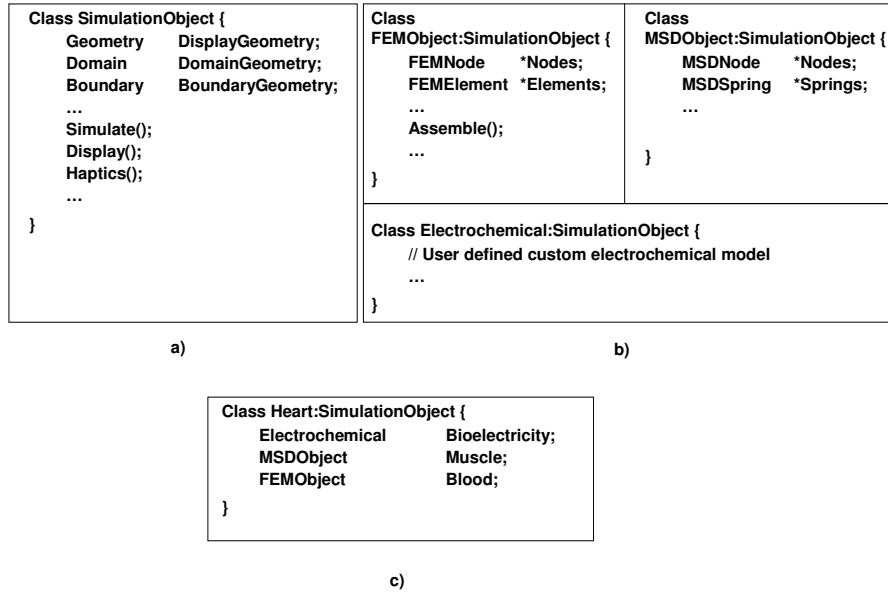 Class SimulationObject {
Geometry DisplayGeometry;
Domain DomainGeometry;
Boundary BoundaryGeometry;
...
Simulate();
Display();
Haptics();
...
}
a)
Class
FEMObject:SimulationObject {
FEMNode *Nodes;
FEMElement *Elements;
...
Assemble();
...
}
Class
MSDObject:SimulationObject {
MSDNode *Nodes;
MSDSpring *Springs;
...
}
Class Electrochemical:SimulationObject {
// User defined custom electrochemical model
...
}
b)
Class Heart:SimulationObject {
Electrochemical Bioelectricity;
MSDObject Muscle;
FEMObject Blood;
}
c)